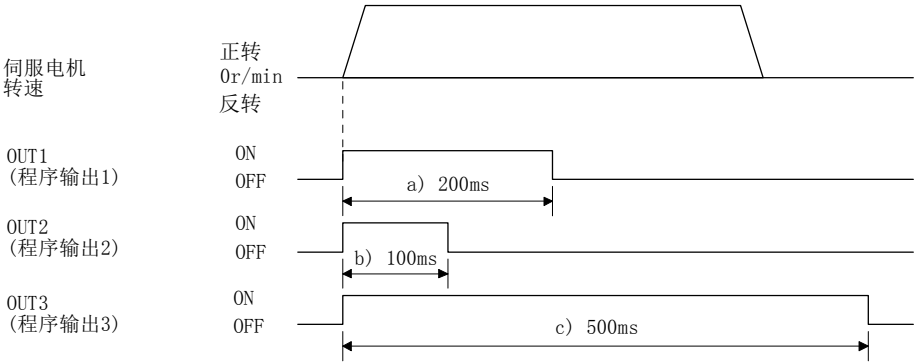 伺服电机
转速
正转
0r/min
反转
OUT1
(程序输出1)
ON
OFF
a) 200ms
OUT2
(程序输出2)
ON
OFF
b) 100ms
OUT3
(程序输出3)
ON
OFF
c) 500ms